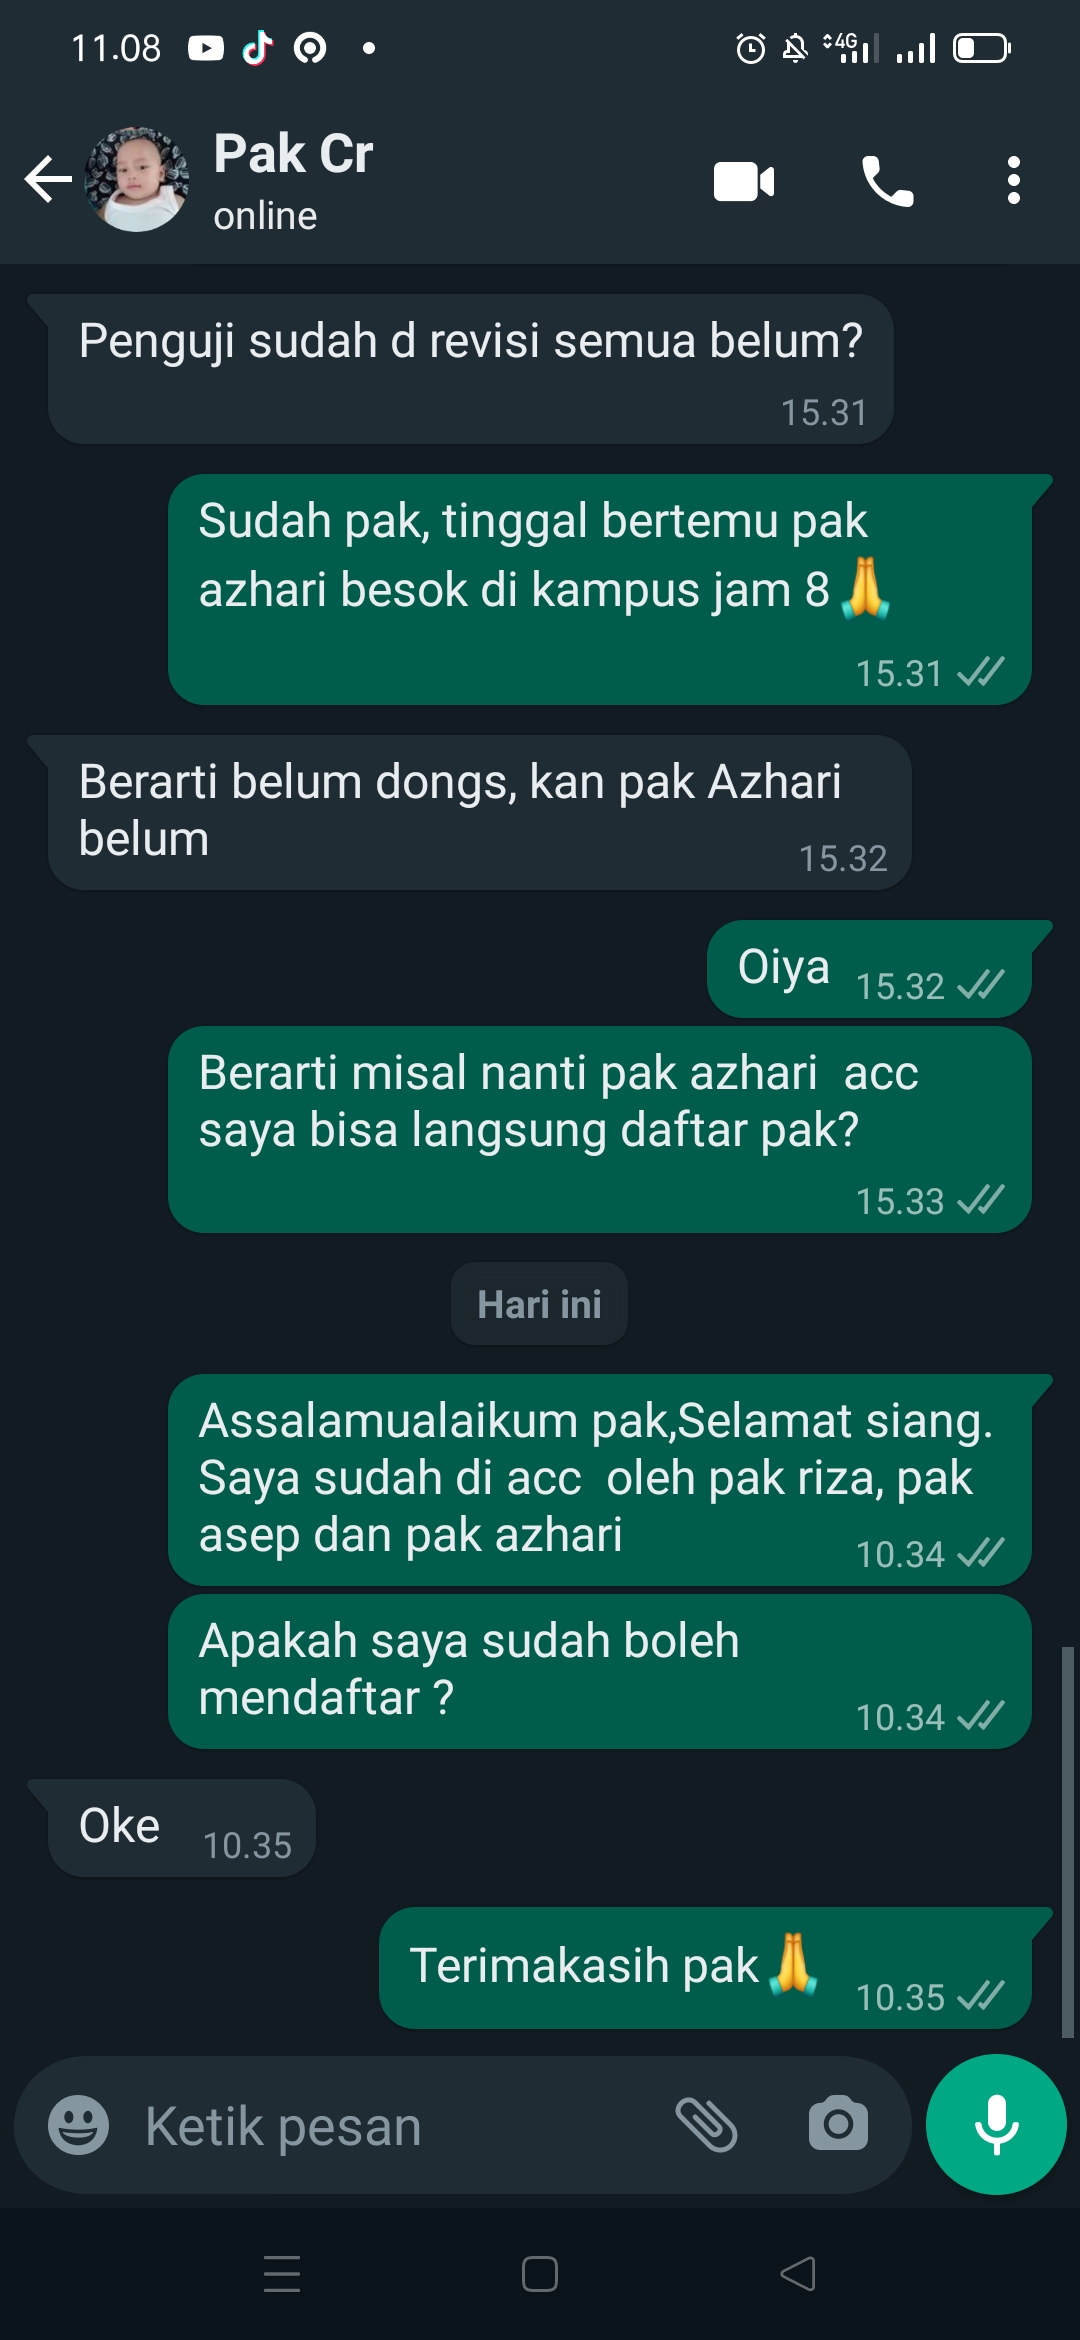 11.08
4G
Pak Cr
online
Penguji sudah d revisi semua belum?
15.31
Sudah pak, tinggal bertemu pak
azhari besok di kampus jam 8🙏
15.31
Berarti belum dongs, kan pak Azhari
belum
15.32
Oiya 15.32
Berarti misal nanti pak azhari  acc
saya bisa langsung daftar pak?
15.33
Hari ini
Assalamualaikum pak,Selamat siang.
Saya sudah di acc  oleh pak riza, pak
asep dan pak azhari
10.34
Apakah saya sudah boleh
mendaftar ?
10.34
Oke 10.35
Terimakasih pak🙏 10.35
Ketik pesan